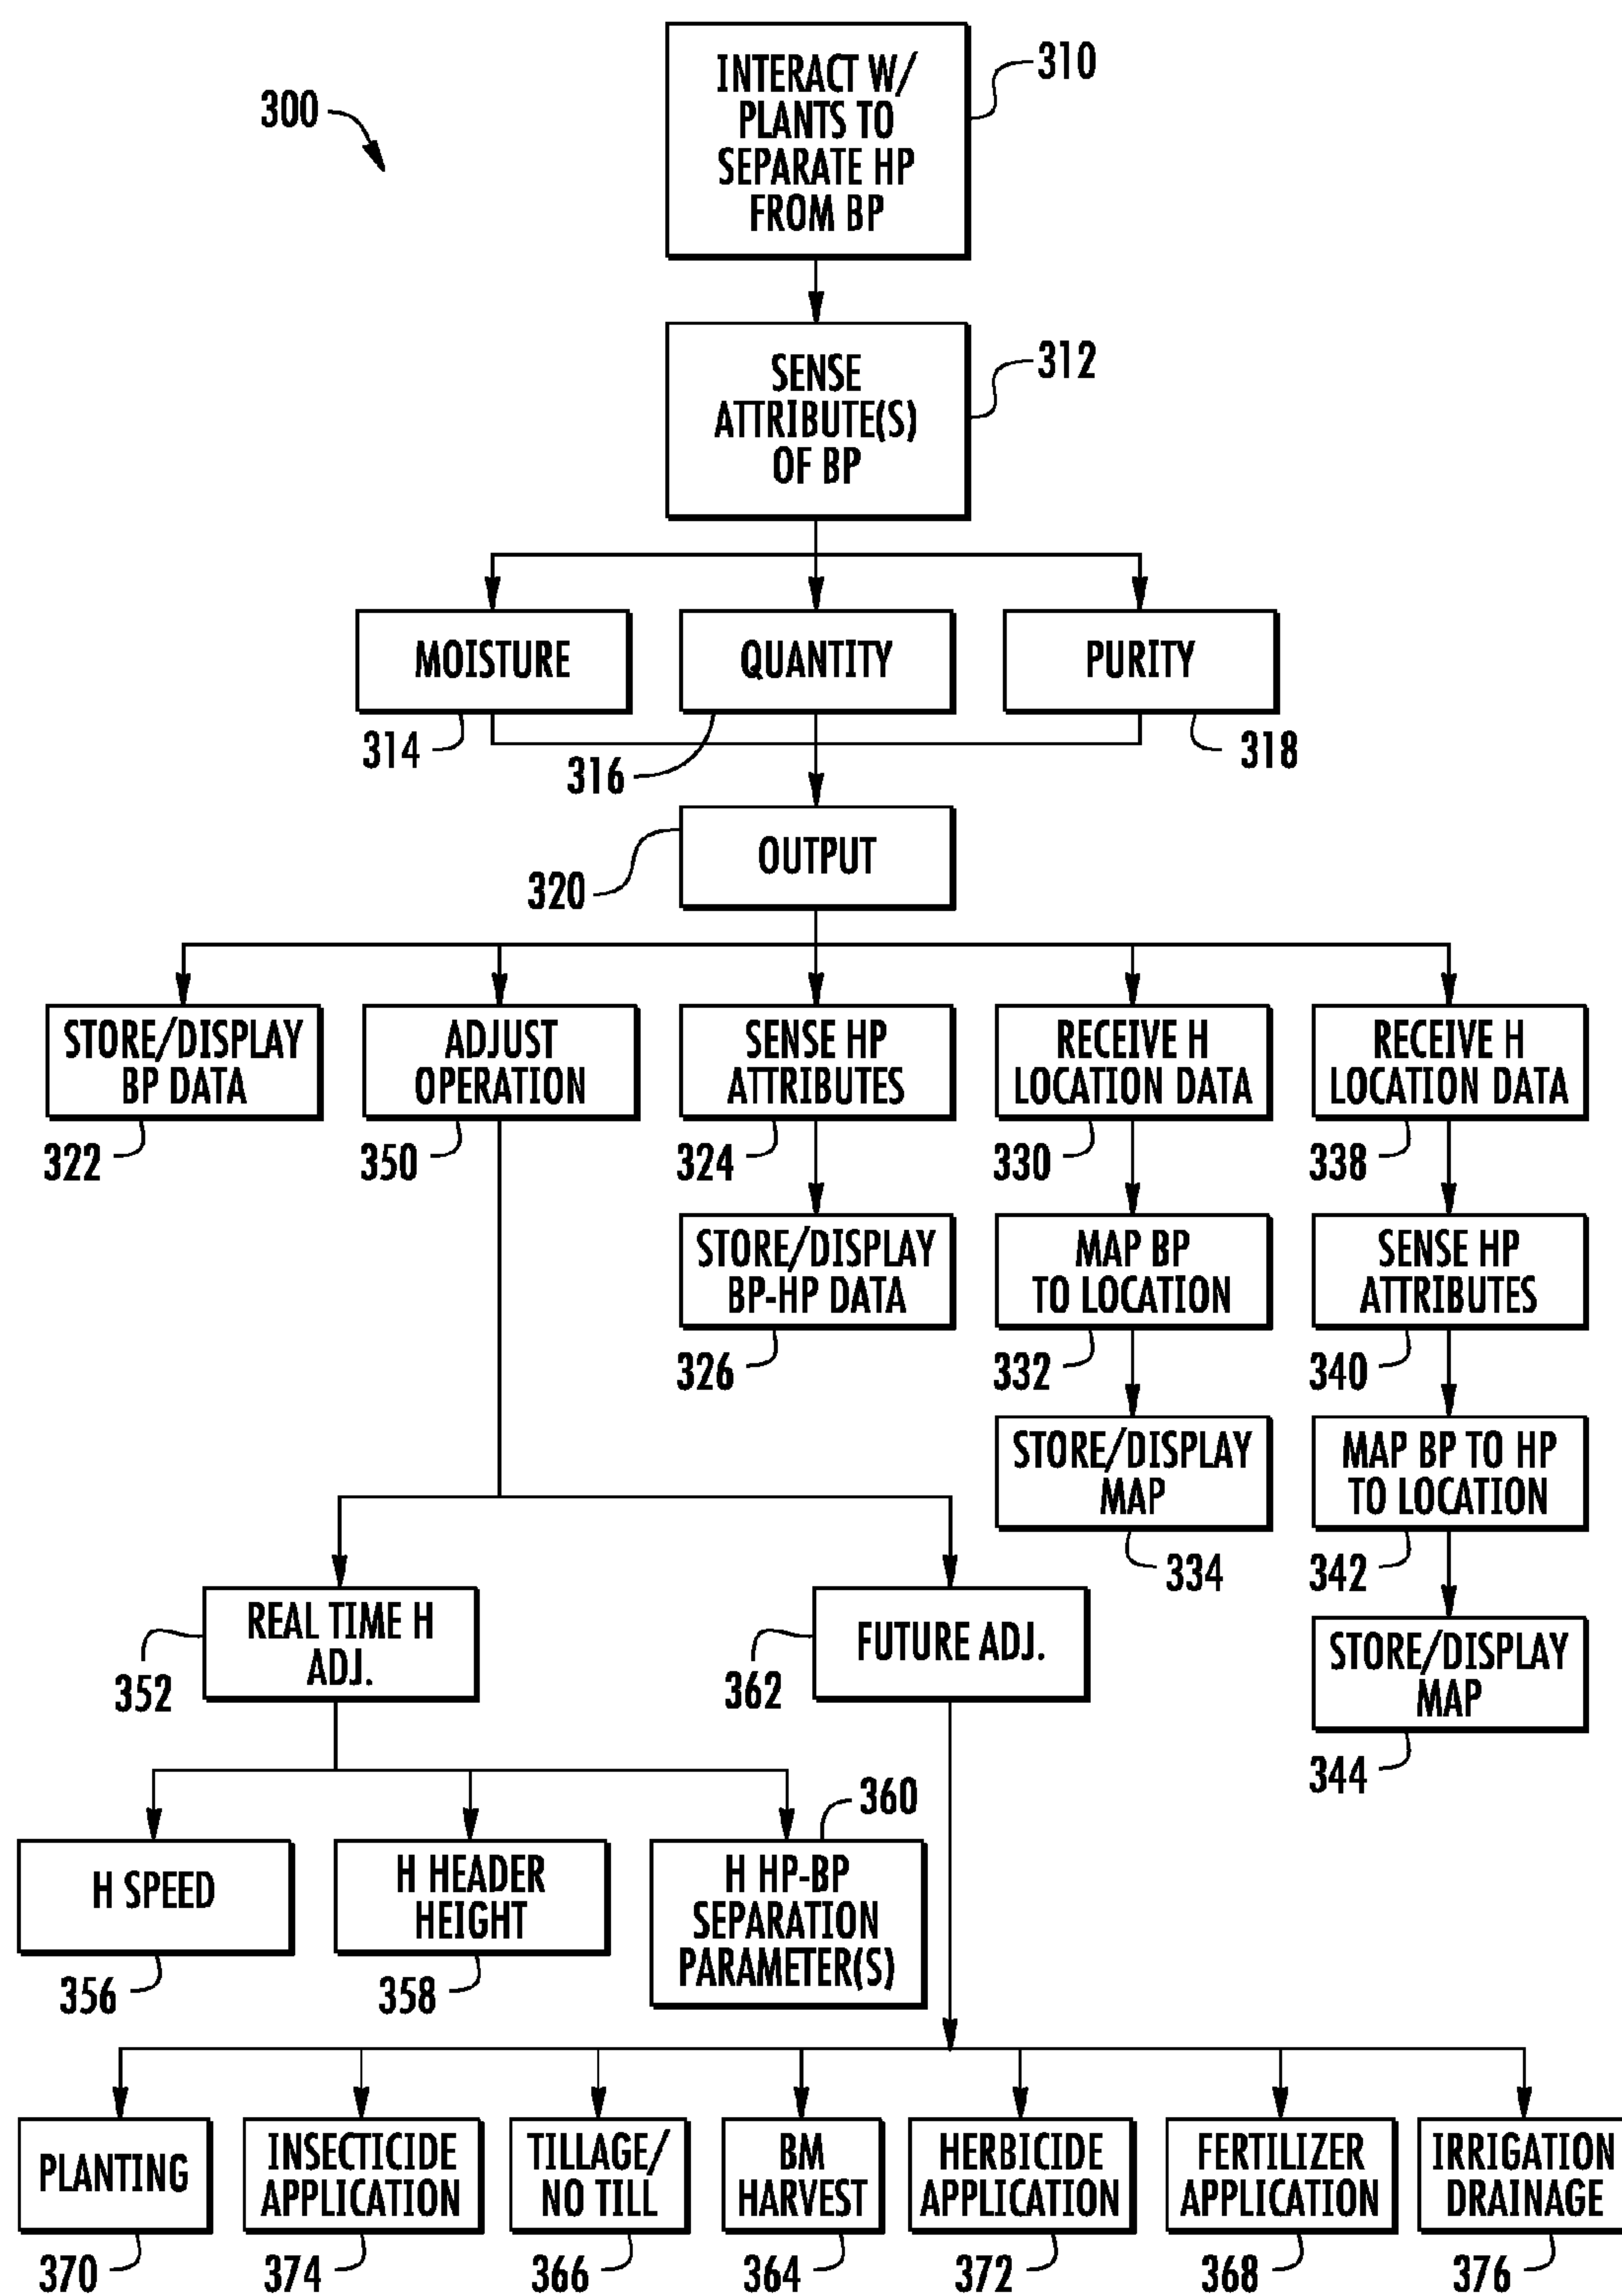 300
INTERACT W/
PLANTS TO
SEPARATE HP
FROM BP
310
SENSE
ATTRIBUTE(S)
OF BP
312
MOISTURE
314
QUANTITY
316
PURITY
318
OUTPUT
320
STORE/DISPLAY
BP DATA
322
ADJUST
OPERATION
350
SENSE HP
ATTRIBUTES
324
RECEIVE H
LOCATION DATA
330
RECEIVE H
LOCATION DATA
338
STORE/DISPLAY
BP-HP DATA
326
MAP BP
TO LOCATION
332
SENSE HP
ATTRIBUTES
340
STORE/DISPLAY
MAP
334
MAP BP TO HP
TO LOCATION
342
REAL TIME H
ADJ.
352
FUTURE ADJ.
362
STORE/DISPLAY
MAP
344
H SPEED
356
H HEADER
HEIGHT
358
360
H HP-BP
SEPARATION
PARAMETER(S)
PLANTING
370
INSECTICIDE
APPLICATION
374
TILLAGE/
NO TILL
366
BM
HARVEST
364
HERBICIDE
APPLICATION
372
FERTILIZER
APPLICATION
368
IRRIGATION
DRAINAGE
376